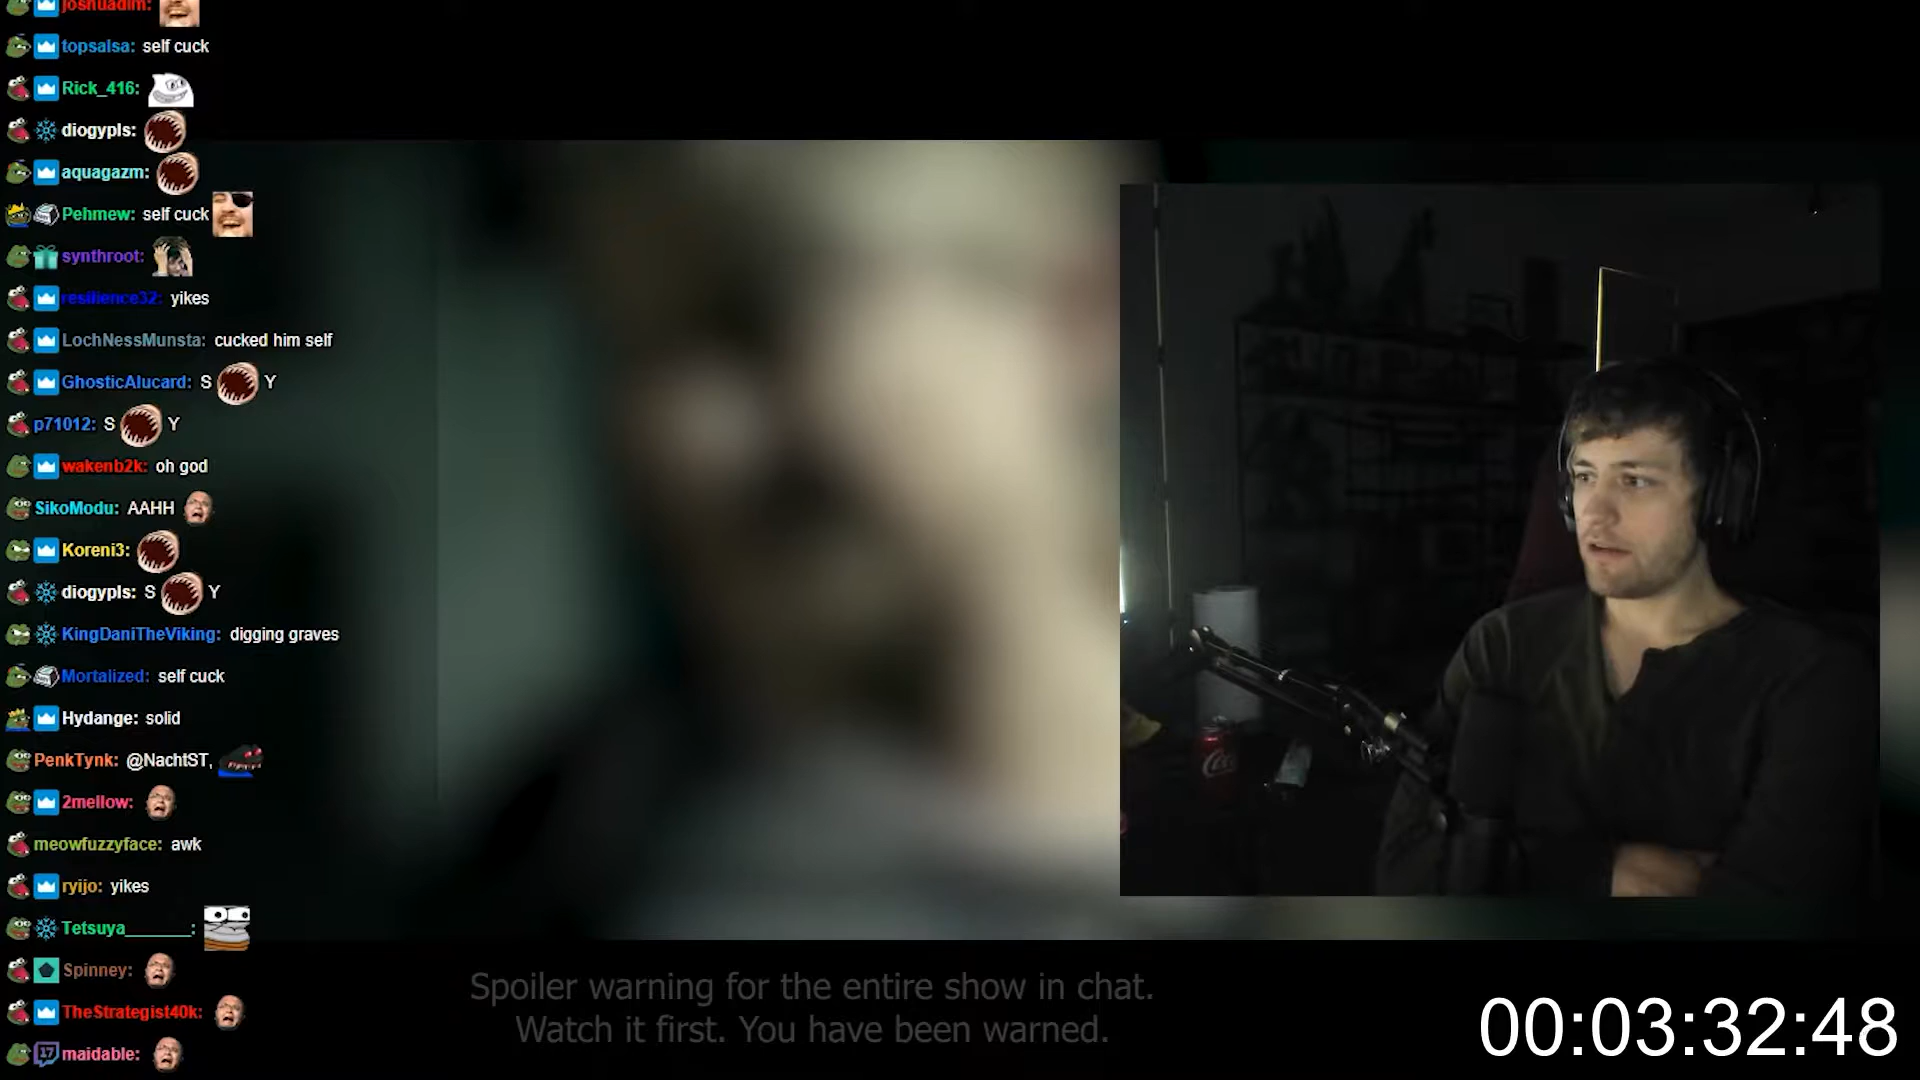 joshuadim:
topsalsa: self cuck
Rick_416:
diogypls:
aquagazm:
Pehmew: self cuck
synthroot:
resilience32: yikes
LochNessMunsta: cucked him self
GhosticAlucard: S Y
p71012: S Y
wakenb2k: oh god
SikoModu: AAHH
Koreni3:
diogypls: S Y
KingDaniTheViking: digging graves
Mortalized: self cuck
Hydange: solid
PenkTynk: @NachtST,
2mellow:
meowfuzzyface: awk
ryijo: yikes
Tetsuya_______:
Spinney:
TheStrategist40k:
17 maidable:
Spoiler warning for the entire show in chat.
Watch it first. You have been warned.
00:03:32:48